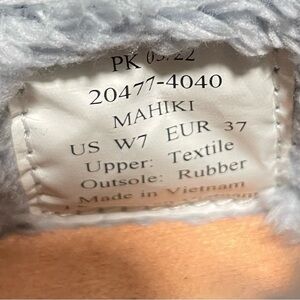 PK 03/22
20477-4040
MAHIKI
US W7 EUR 37
Upper: Textile
Outsole: Rubber
Made in Vietnam